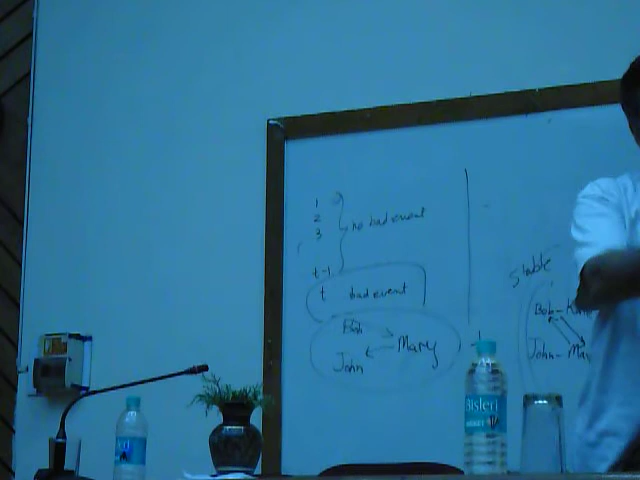 1
2
3
no bad event
t-1
t bad event
Bob
Mary
John
Stable
Bob-
John-
Bisleri